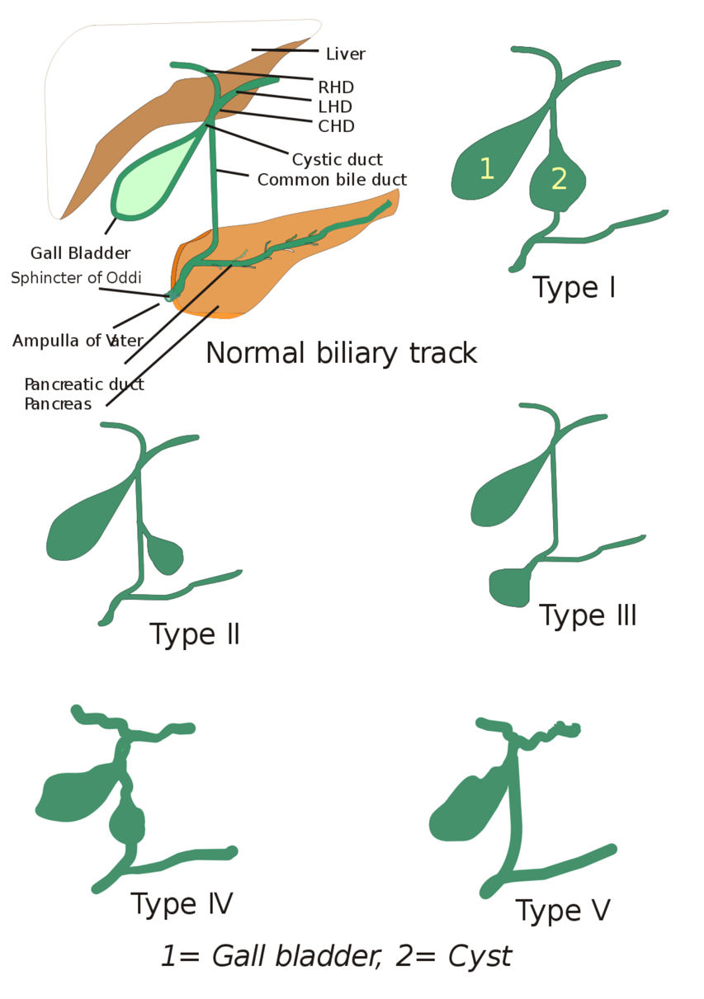 Liver
RHD
LHD
CHD
Cystic duct
Common bile duct
Gall Bladder
Sphincter of Oddi
Ampulla of Vater
Pancreatic duct
Pancreas
Normal biliary track
1
2
Type I
Type II
Type III
Type IV
Type V
1= Gall bladder, 2= Cyst